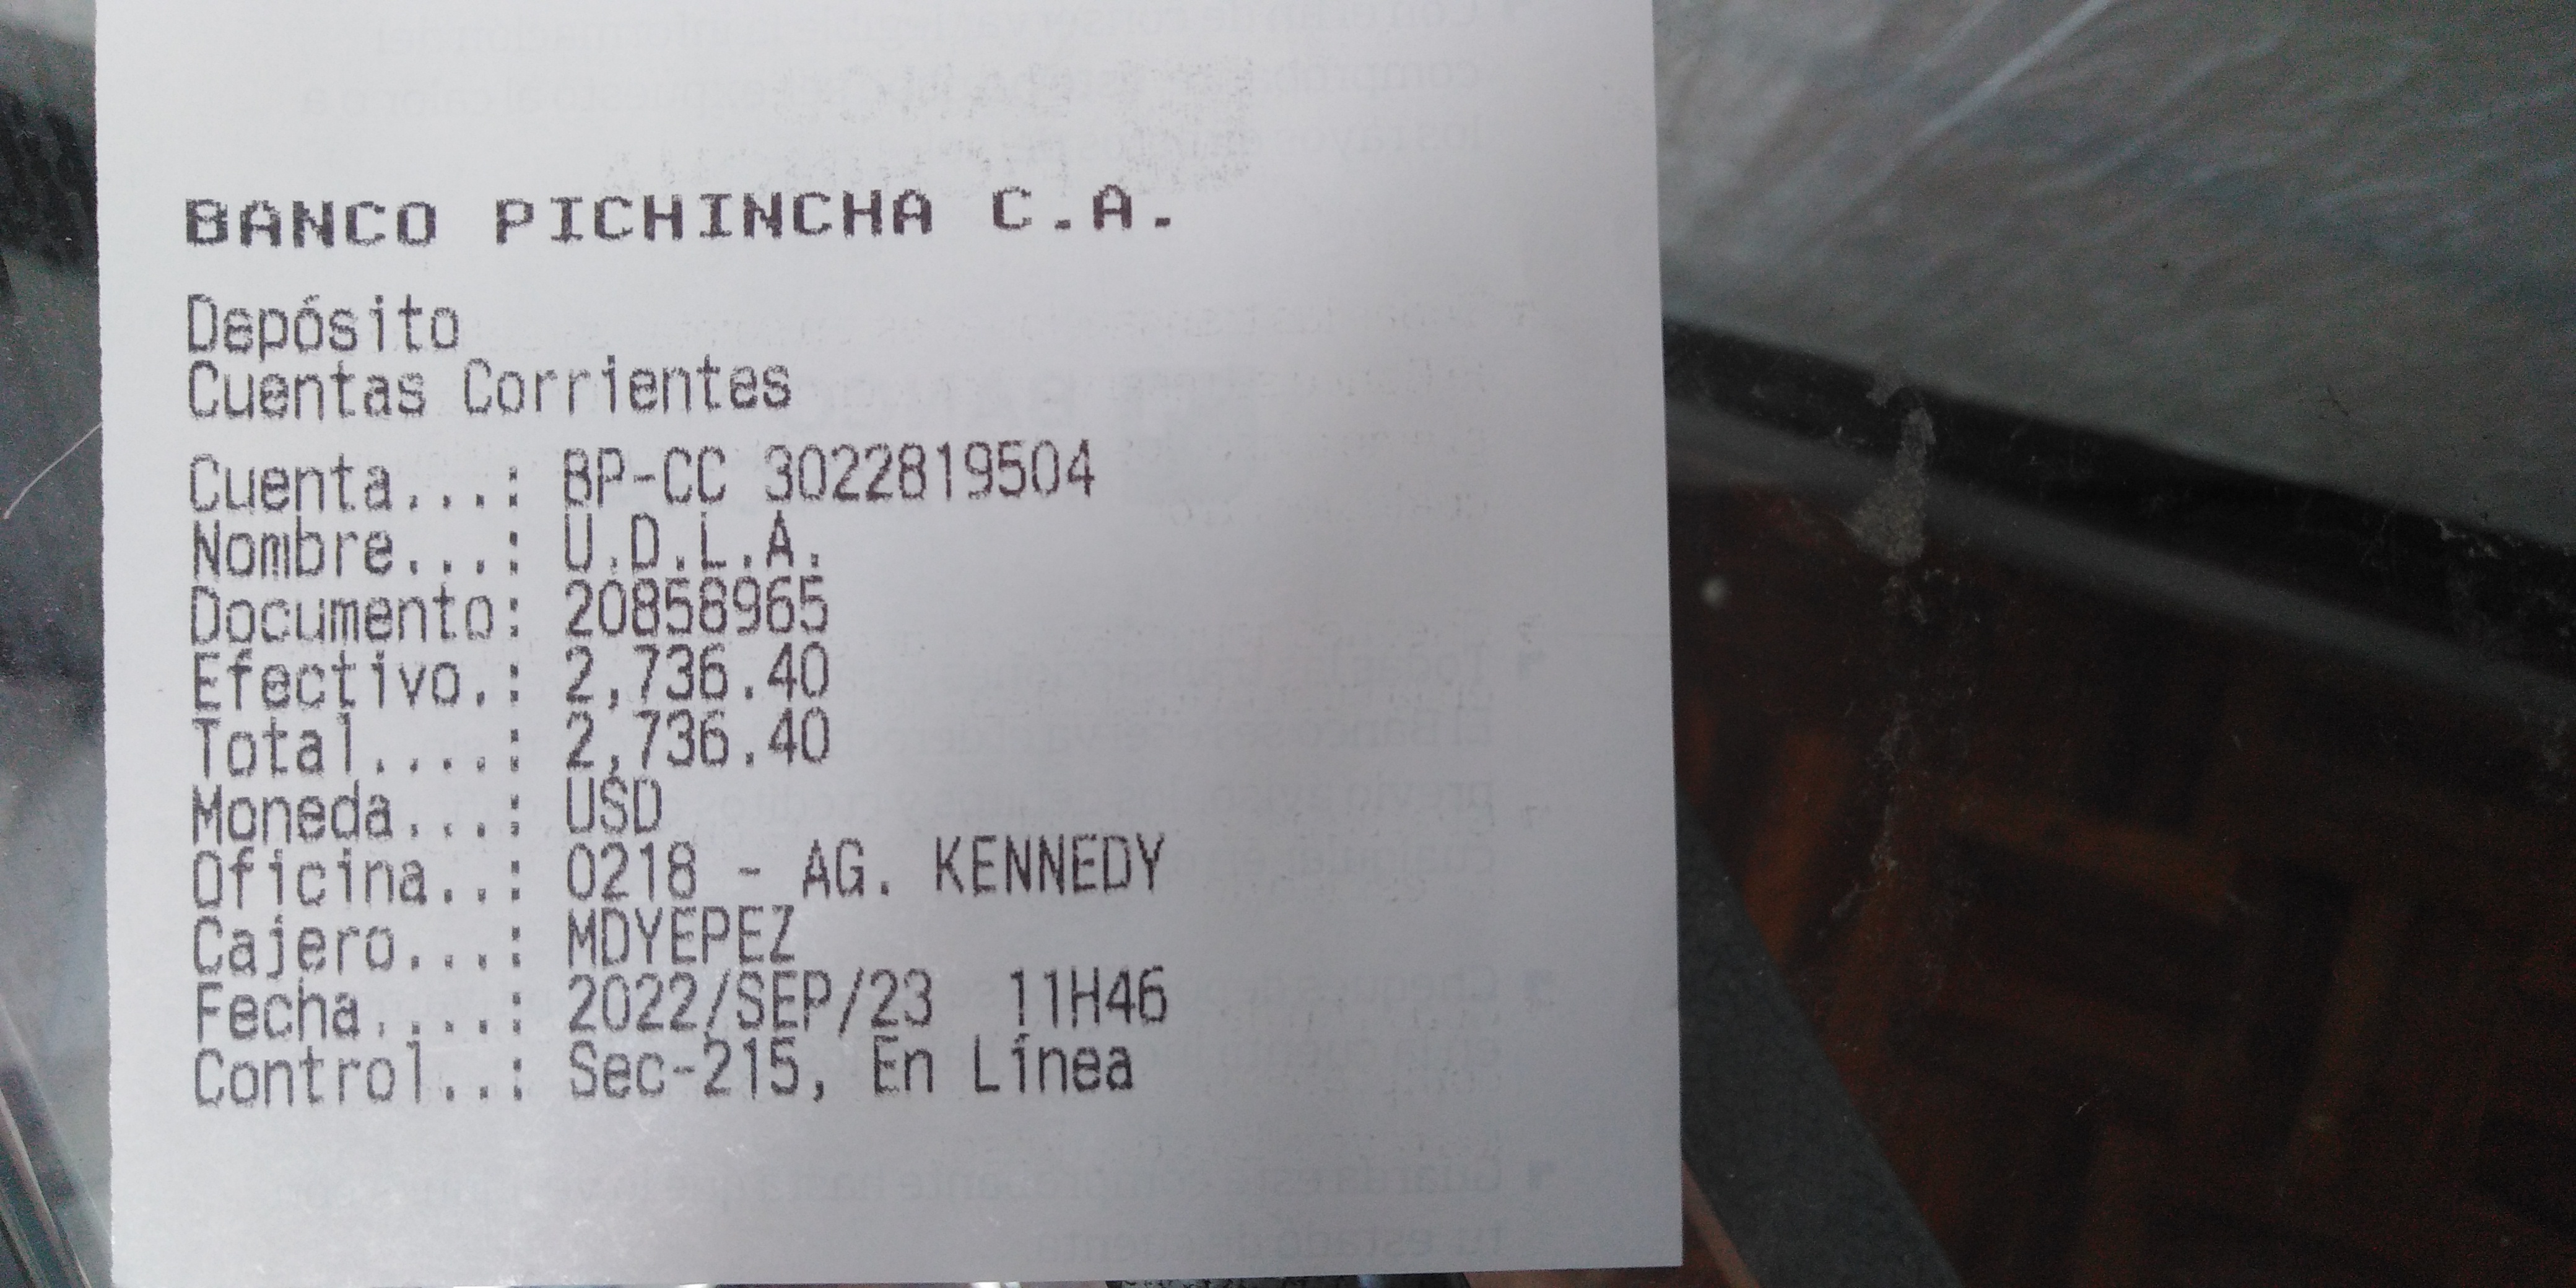 BANCO PICHINCHA C.A.
Depósito
Cuentas Corrientes
Cuenta...: BP-CC 3022819504
Nombre...: U.D.L.A.
Documento: 20858965
Efectivo.: 2,736.40
Total....: 2,736.40
Moneda...: USD
Oficina..: 0218 - AG. KENNEDY
Cajero...: MDYEPEZ
Fecha....: 2022/SEP/23 11H46
Control..: Sec-215, En Línea